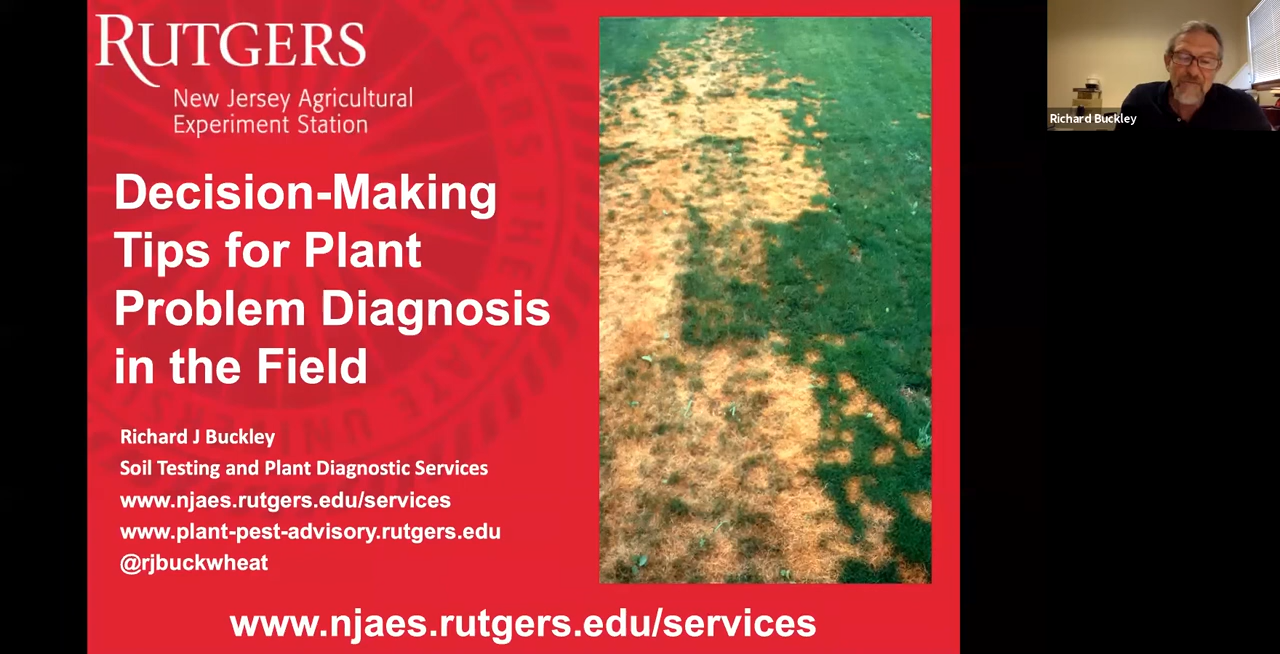 RUTGERS
New Jersey Agricultural
Experiment Station
Decision-Making
Tips for Plant
Problem Diagnosis
in the Field
Richard J Buckley
Soil Testing and Plant Diagnostic Services
www.njaes.rutgers.edu/services
www.plant-pest-advisory.rutgers.edu
@rjbuckwheat
www.njaes.rutgers.edu/services
Richard Buckley